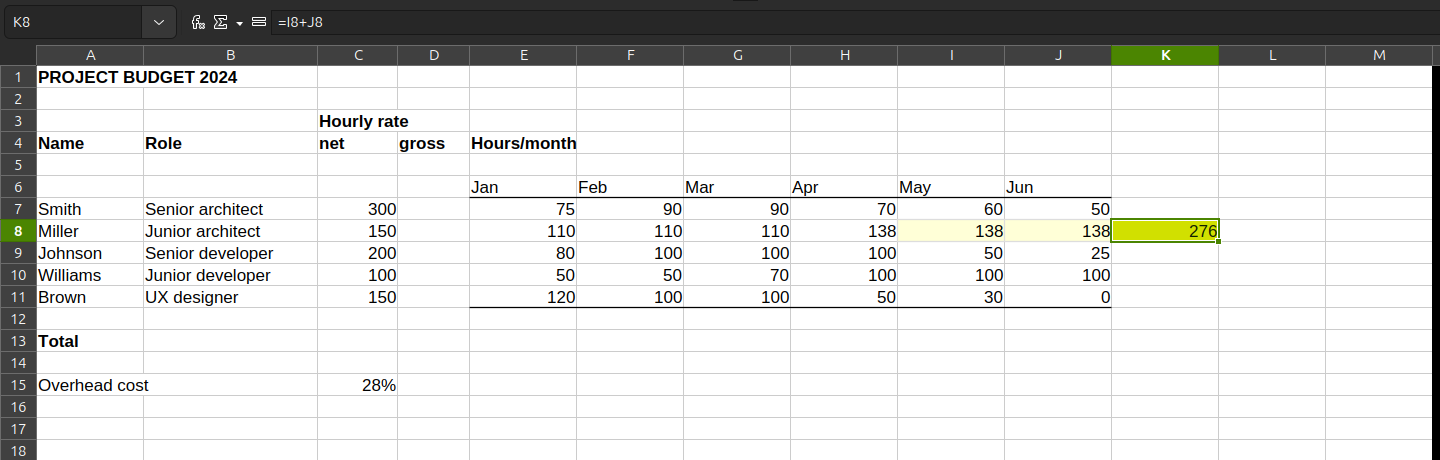 K8 =I8+J8
A B C D E F G H I J K L M
1 PROJECT BUDGET 2024
2
3 Hourly rate
4 Name Role net gross Hours/month
5
6 Jan Feb Mar Apr May Jun
7 Smith Senior architect 300 75 90 90 70 60 50
8 Miller Junior architect 150 110 110 110 138 138 138 276
9 Johnson Senior developer 200 80 100 100 100 50 25
10 Williams Junior developer 100 50 50 70 100 100 100
11 Brown UX designer 150 120 100 100 50 30 0
12
13 Total
14
15 Overhead cost 28%
16
17
18